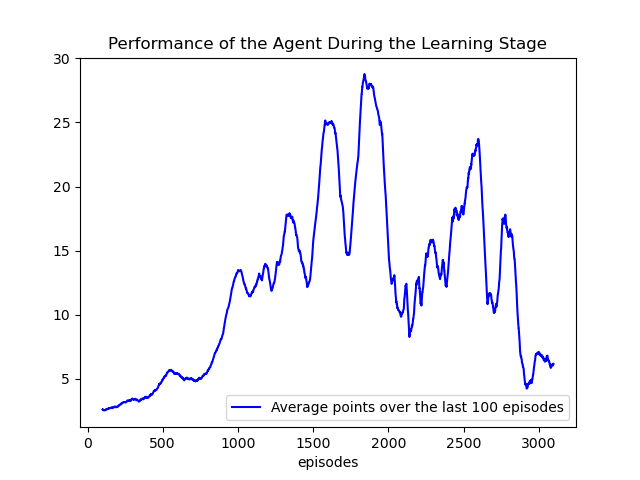 Performance of the Agent During the Learning Stage
30
25
20
15
10
5
Average points over the last 100 episodes
0 500 1000 1500 2000 2500 3000
episodes